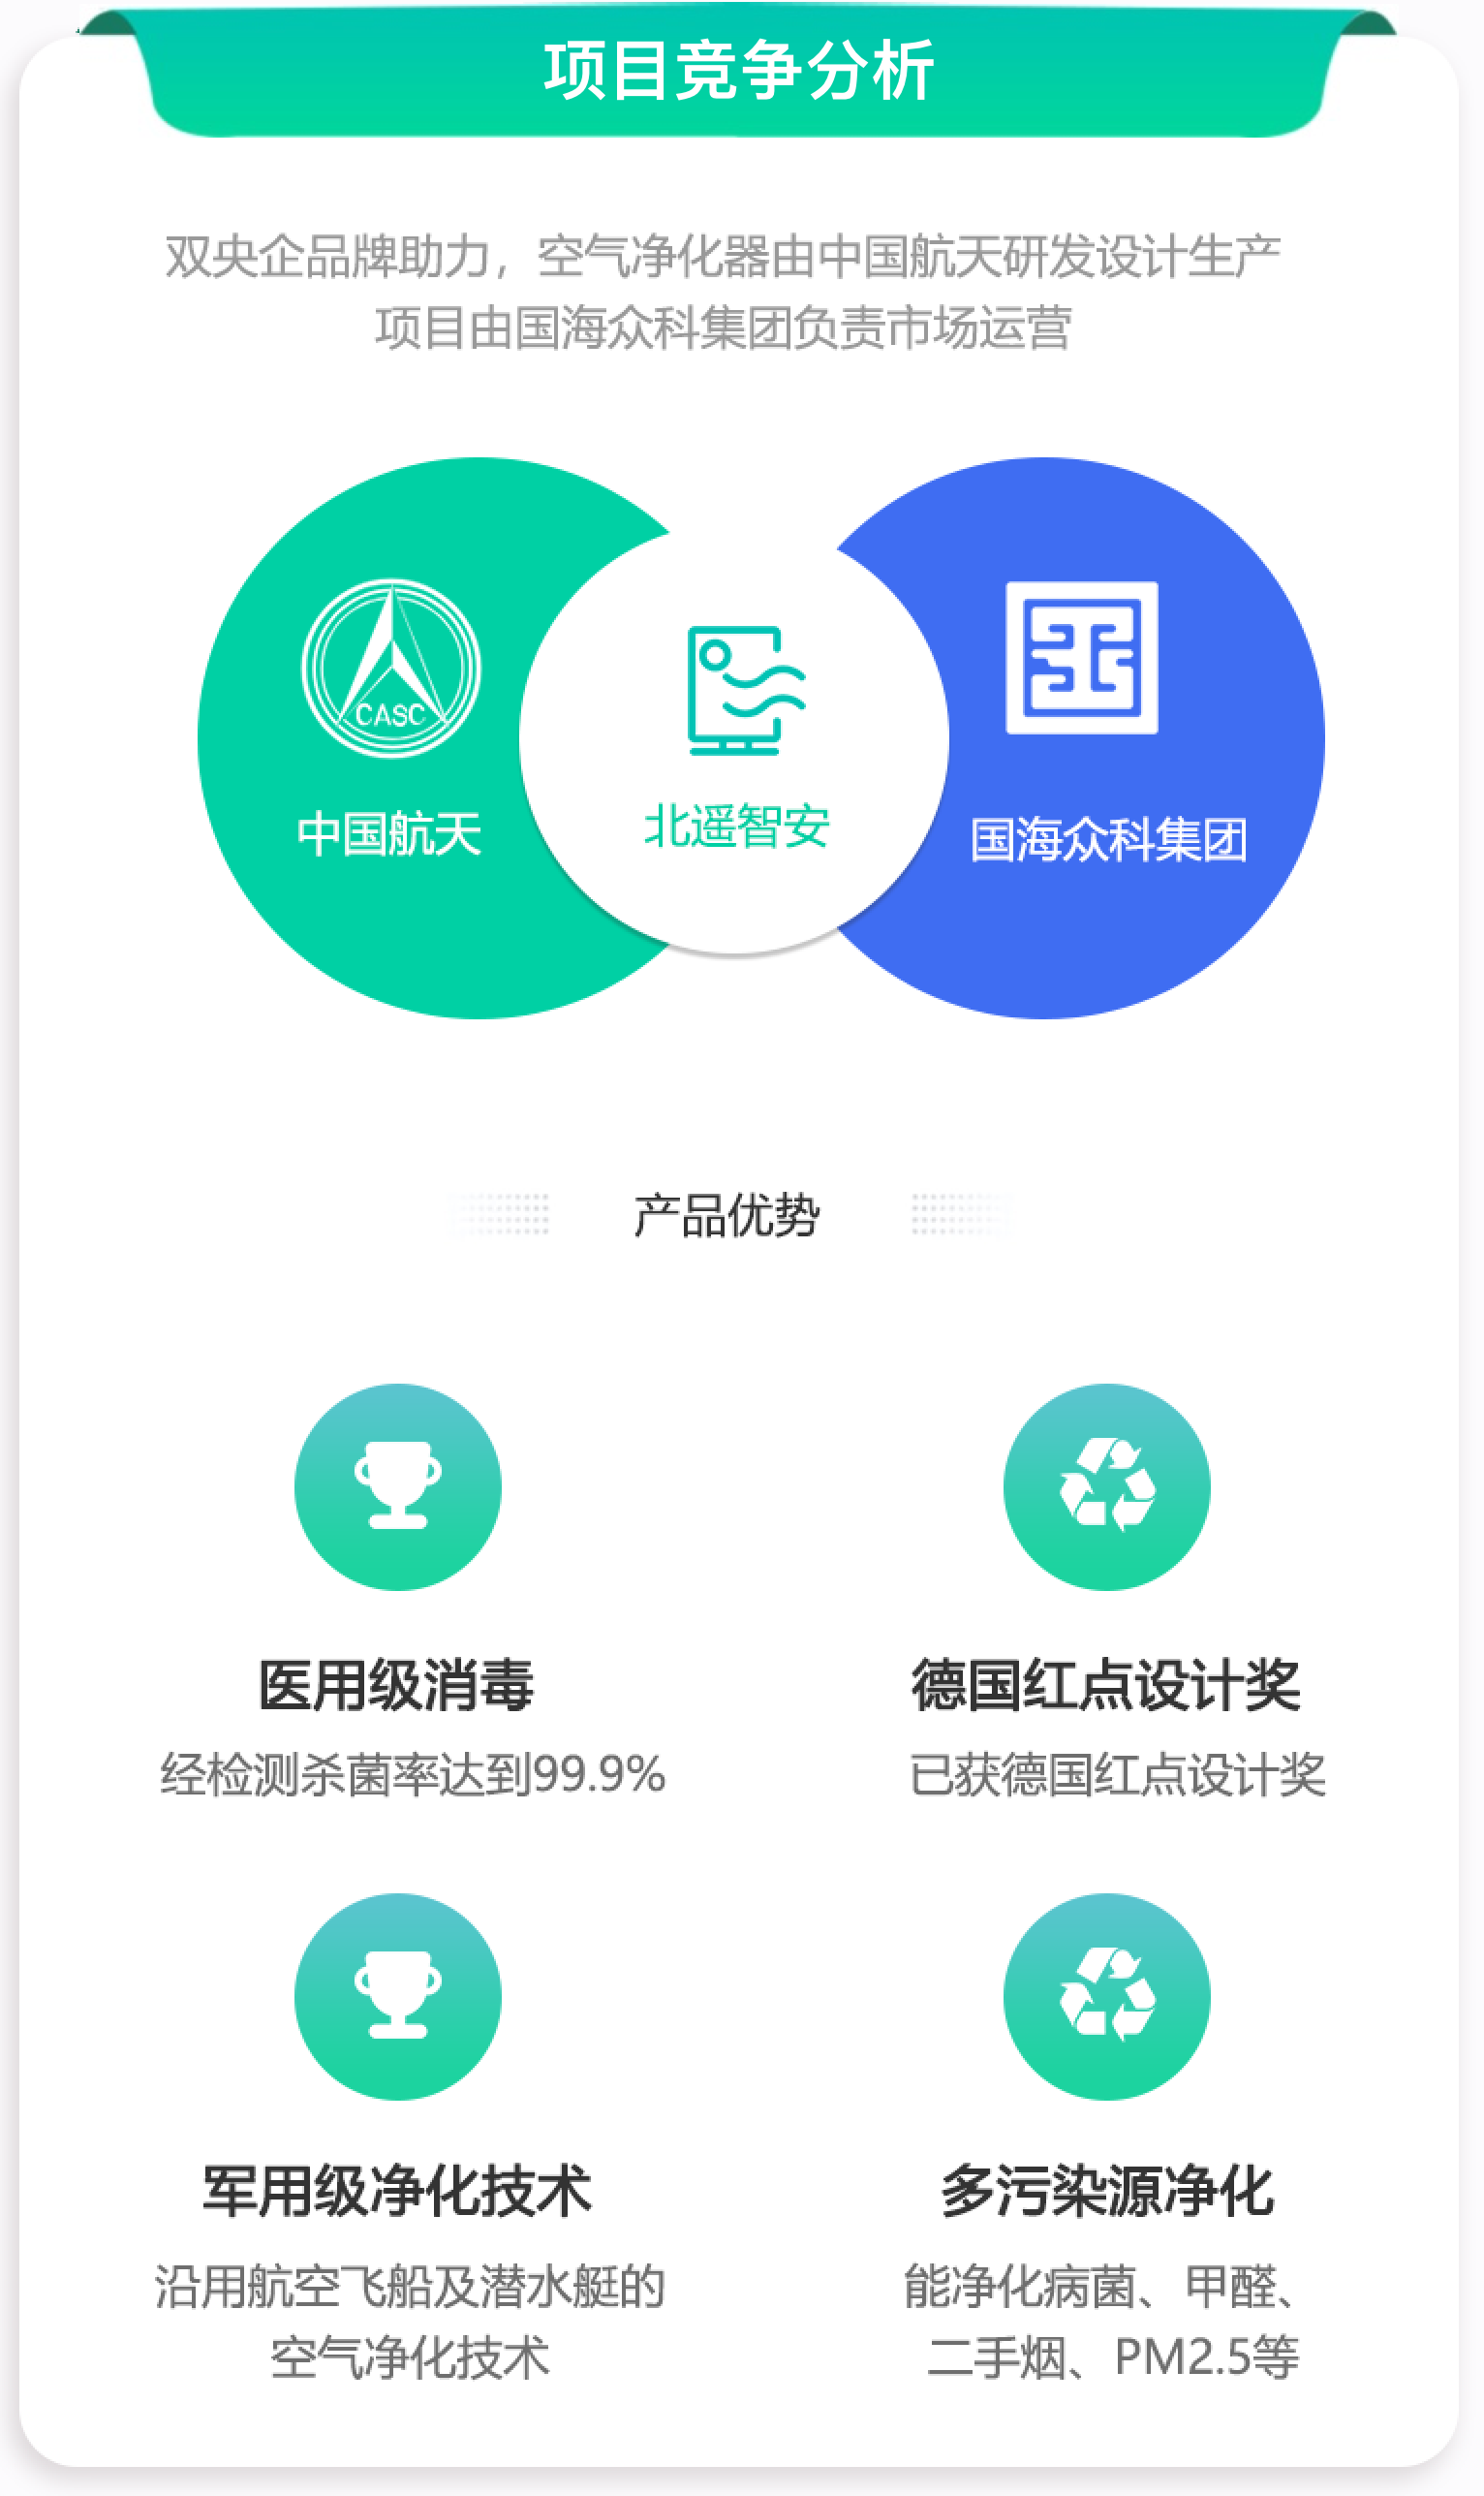 项目竞争分析
双央企品牌助力，空气净化器由中国航天研发设计生产
项目由国海众科集团负责市场运营
CASC
中国航天
北遥智安
国海众科集团
产品优势
医用级消毒
经检测杀菌率达到99.9%
德国红点设计奖
已获德国红点设计奖
军用级净化技术
沿用航空飞船及潜水艇的
空气净化技术
多污染源净化
能净化病菌、甲醛、
二手烟、PM2.5等